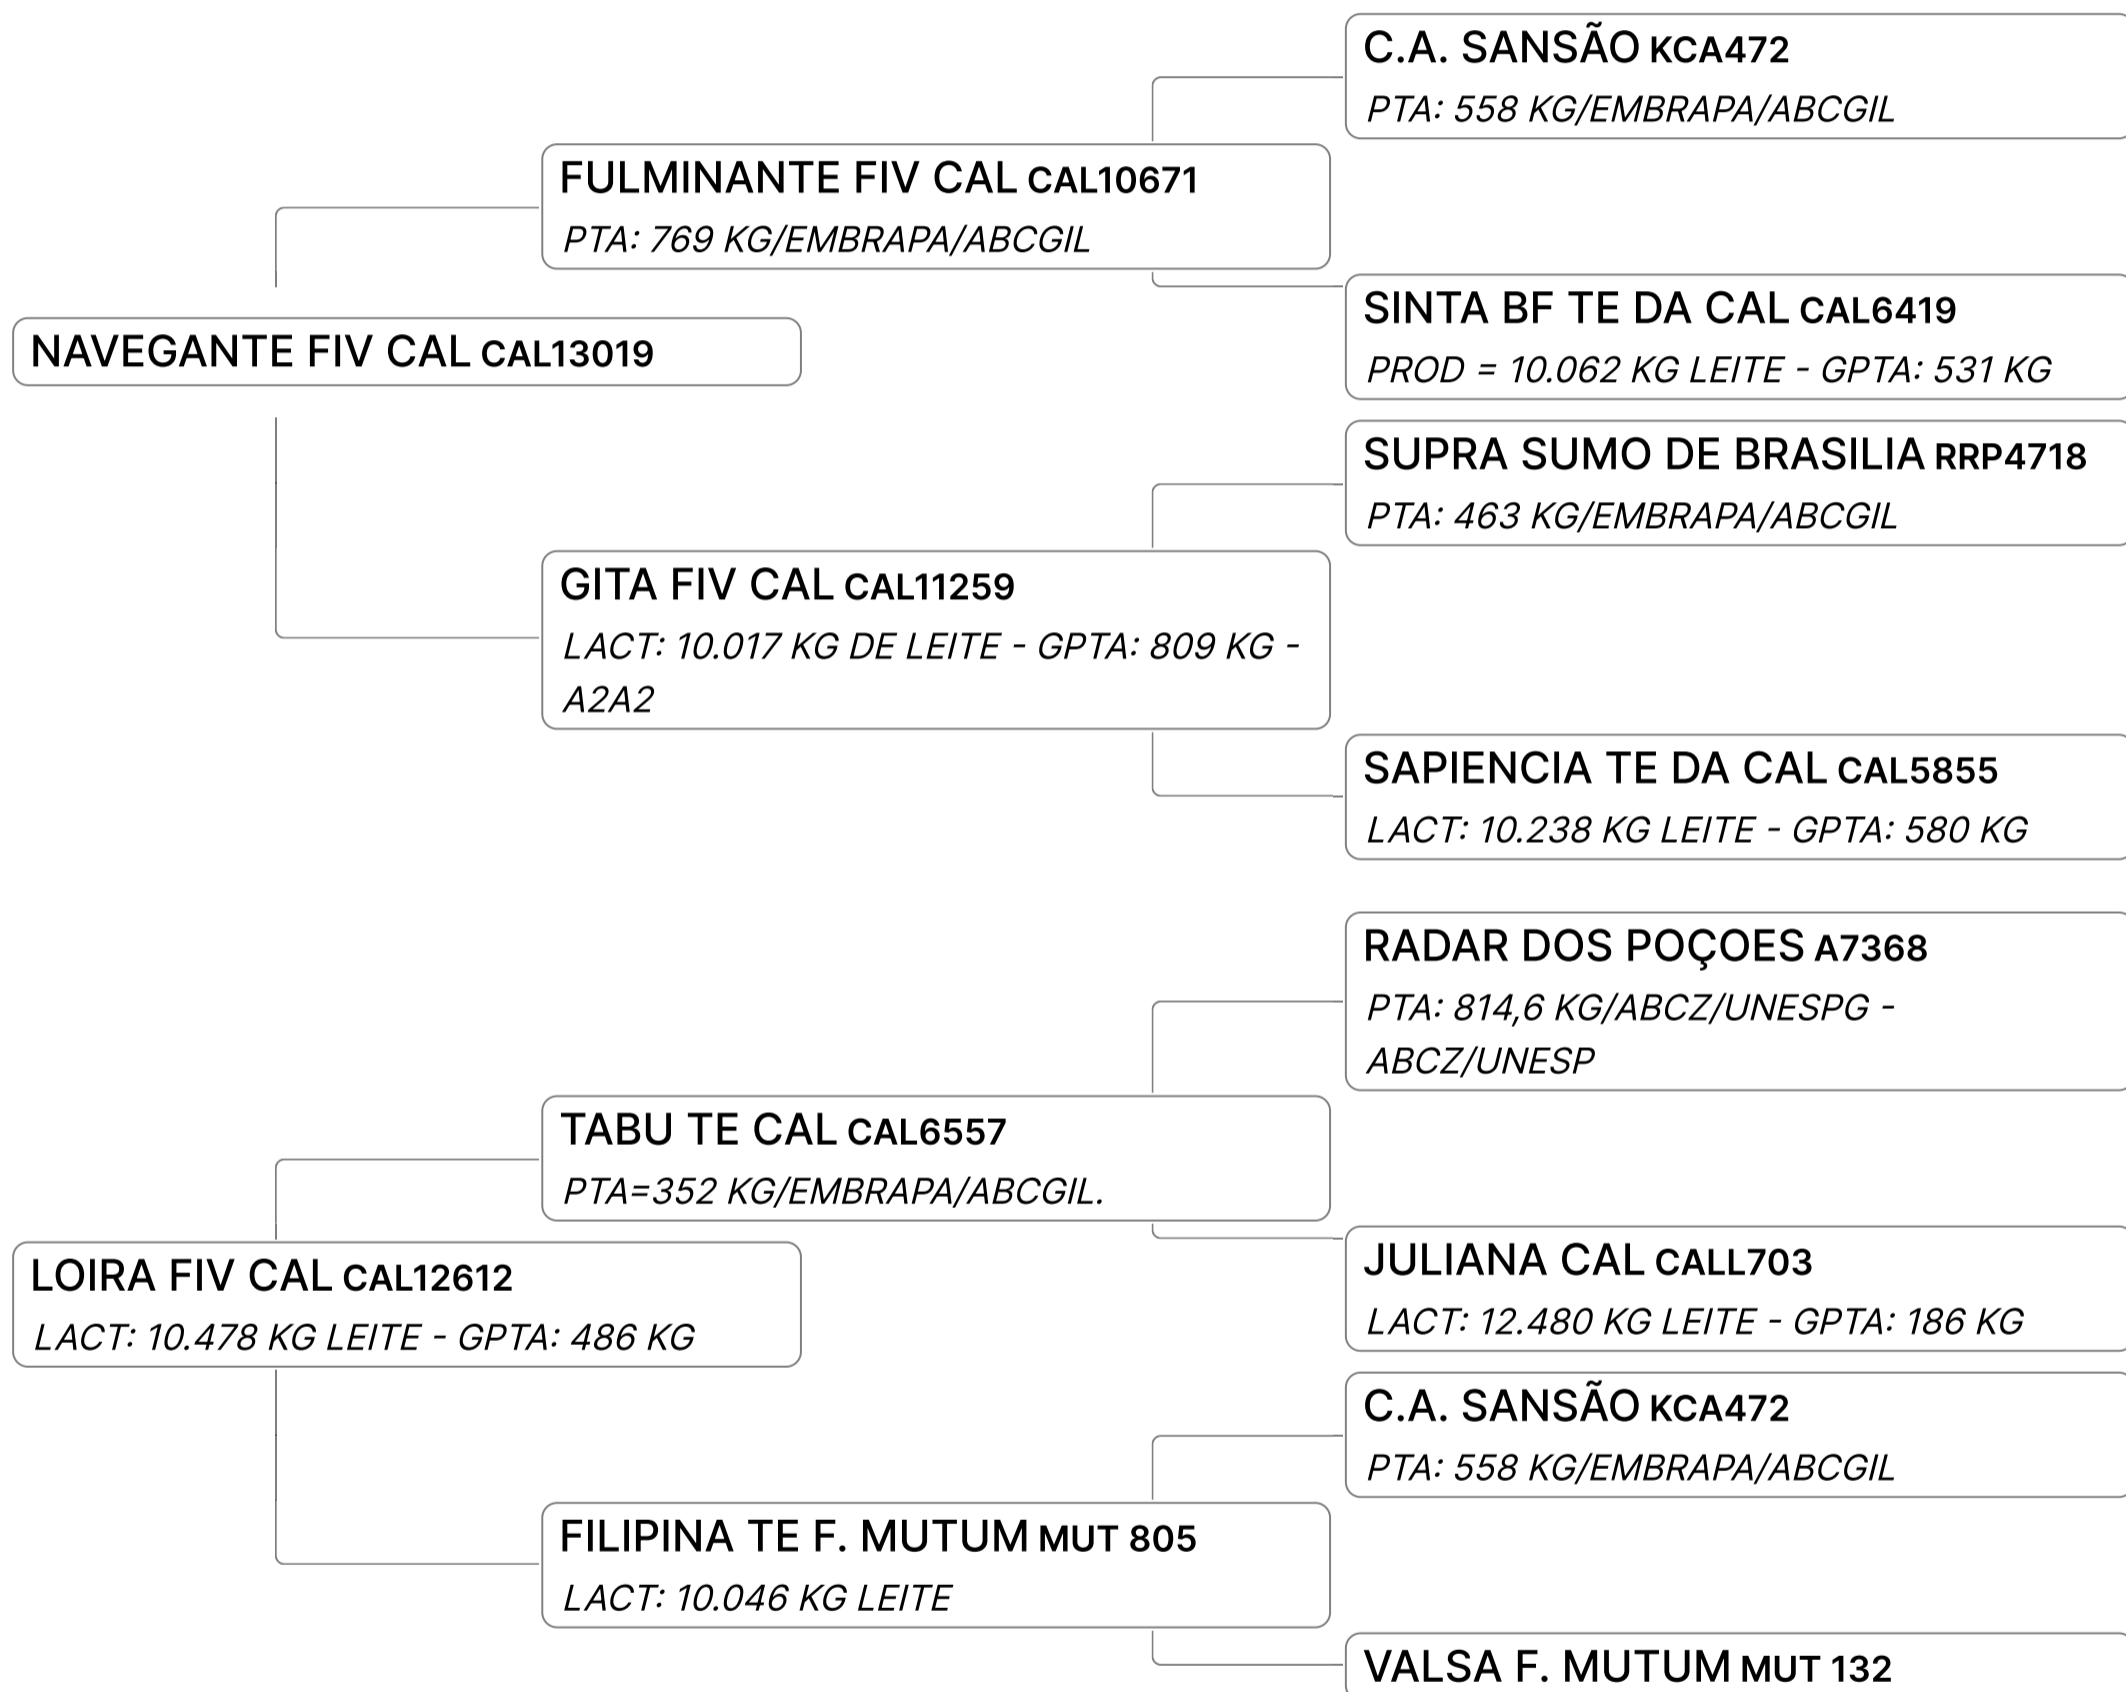 C.A. SANSÃO KCA472
PTA: 558 KG/EMBRAPA/ABCGIL
FULMINANTE FIV CAL CAL10671
PTA: 769 KG/EMBRAPA/ABCGIL
SINTA BF TE DA CAL CAL6419
PROD = 10.062 KG LEITE - GPTA: 531 KG
NAVEGANTE FIV CAL CAL13019
SUPRA SUMO DE BRASILIA RRP4718
PTA: 463 KG/EMBRAPA/ABCGIL
GITA FIV CAL CAL11259
LACT: 10.017 KG DE LEITE - GPTA: 809 KG -
A2A2
SAPIENCIA TE DA CAL CAL5855
LACT: 10.238 KG LEITE - GPTA: 580 KG
RADAR DOS POÇOES A7368
PTA: 814,6 KG/ABCZ/UNESPG -
ABCZ/UNESP
TABU TE CAL CAL6557
PTA=352 KG/EMBRAPA/ABCGIL.
JULIANA CAL CALL703
LACT: 12.480 KG LEITE - GPTA: 186 KG
LOIRA FIV CAL CAL12612
LACT: 10.478 KG LEITE - GPTA: 486 KG
C.A. SANSÃO KCA472
PTA: 558 KG/EMBRAPA/ABCGIL
FILIPINA TE F. MUTUM MUT 805
LACT: 10.046 KG LEITE
VALSA F. MUTUM MUT 132